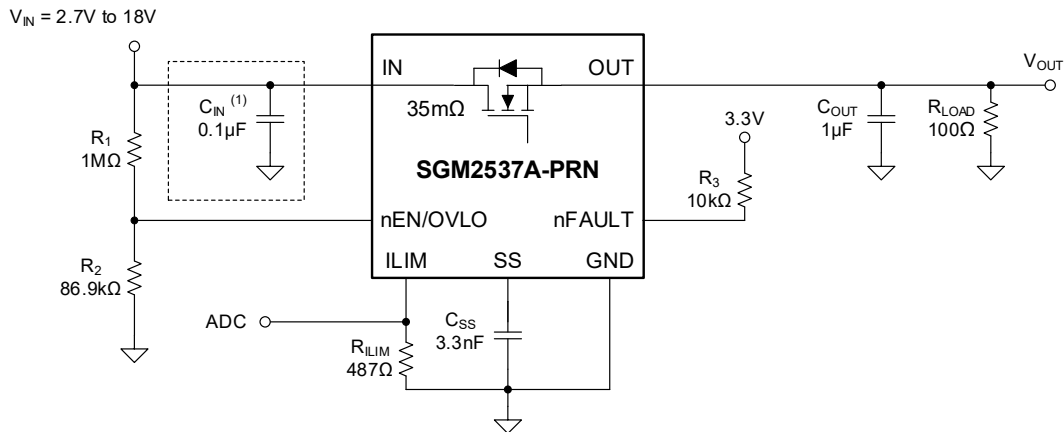 V_IN = 2.7V to 18V
IN
OUT
V_OUT
C_IN (1)
0.1µF
35mΩ
C_OUT
1µF
R_LOAD
100Ω
3.3V
R_1
1MΩ
SGM2537A-PRN
R_3
10kΩ
nEN/OVLO
nFAULT
R_2
86.9kΩ
ILIM
SS
GND
ADC
C_SS
3.3nF
R_ILIM
487Ω